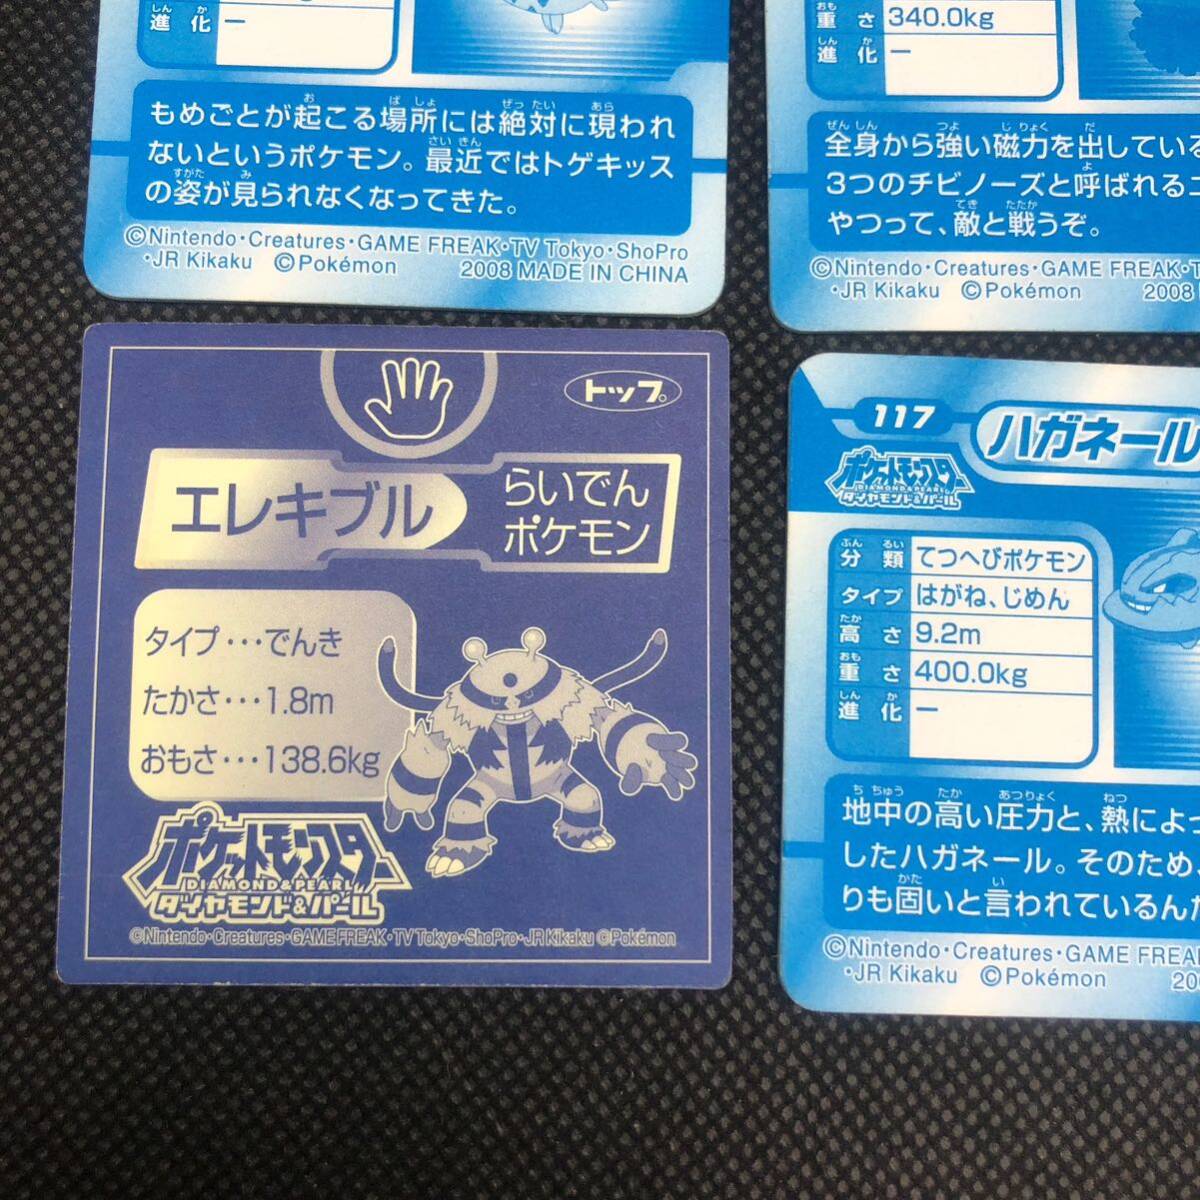 進化 ー
もめごとが起こる場所には絶対に現われ
ないというポケモン。最近ではトゲキッス
の姿が見られなくなってきた。
©Nintendo・Creatures・GAME FREAK・TV Tokyo・ShoPro
・JR Kikaku ©Pokémon 2008 MADE IN CHINA
重さ 340.0kg
進化 ー
全身から強い磁力を出している
3つのチビノーズと呼ばれる
やつって、敵と戦うぞ。
©Nintendo・Creatures・GAME FREAK・T
・JR Kikaku ©Pokémon 2008
トップ。
エレキブル
らいでん
ポケモン
タイプ・・・でんき
たかさ・・・1.8m
おもさ・・・138.6kg
ポケットモンスター
DIAMOND&PEARL
ダイヤモンド&パール
©Nintendo・Creatures・GAME FREAK・TV Tokyo・ShoPro・JR Kikaku ©Pokémon
117 ハガネール
ポケットモンスター
DIAMOND&PEARL
ダイヤモンド&パール
分類 てつへびポケモン
タイプ はがね、じめん
高さ 9.2m
重さ 400.0kg
進化 ー
地中の高い圧力と、熱によっ
したハガネール。そのため、
りも固いと言われているんだ
©Nintendo・Creatures・GAME FREA
・JR Kikaku ©Pokémon 200